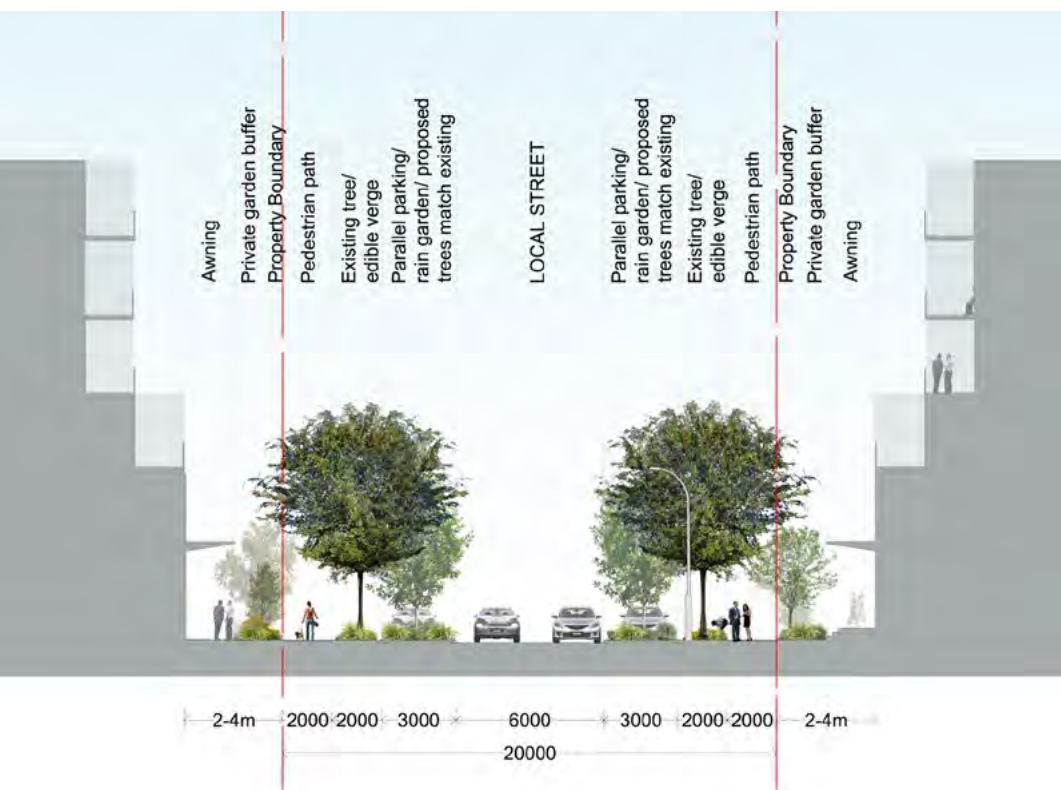 Awning
Private garden buffer
Property Boundary
Pedestrian path
Existing tree/
edible verge
Parallel parking/
rain garden/ proposed
trees match existing
LOCAL STREET
Parallel parking/
rain garden/ proposed
trees match existing
Existing tree/
edible verge
Pedestrian path
Property Boundary
Private garden buffer
Awning
2-4m 2000 2000 3000 6000 3000 2000 2000 2-4m
20000